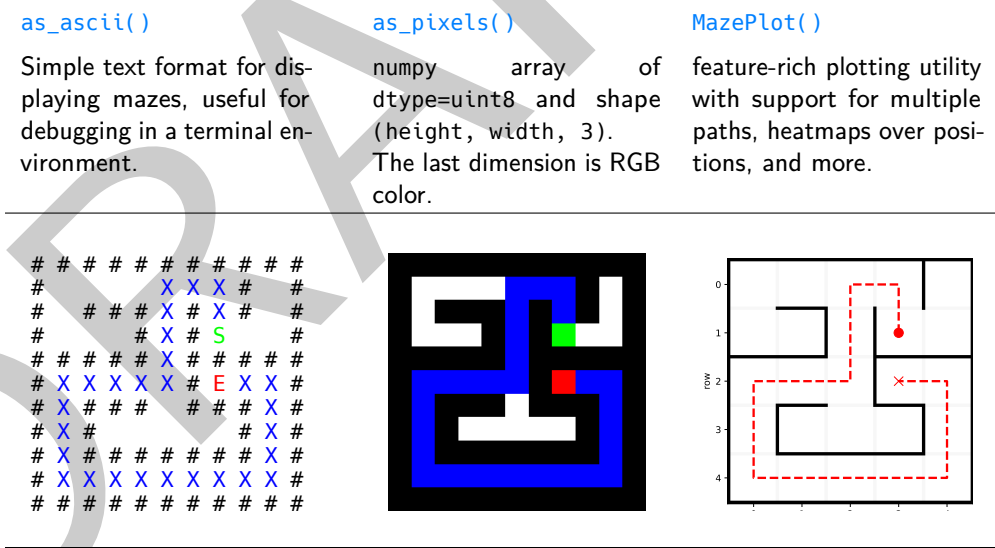 as_ascii()
Simple text format for dis-
playing mazes, useful for
debugging in a terminal en-
vironment.
as_pixels()
numpy array of
dtype=uint8 and shape
(height, width, 3).
The last dimension is RGB
color.
MazePlot()
feature-rich plotting utility
with support for multiple
paths, heatmaps over posi-
tions, and more.
# # # # # # # # # # #
#         X X X #   #
#   # # # X # X #   #
#       # X # S     #
# # # # # X # # # # #
# X X X X X # E X X #
# X # # #   # # # X #
# X #           # X #
# X # # # # # # # X #
# X X X X X X X X X #
# # # # # # # # # # #
row
0
1
2
3
4